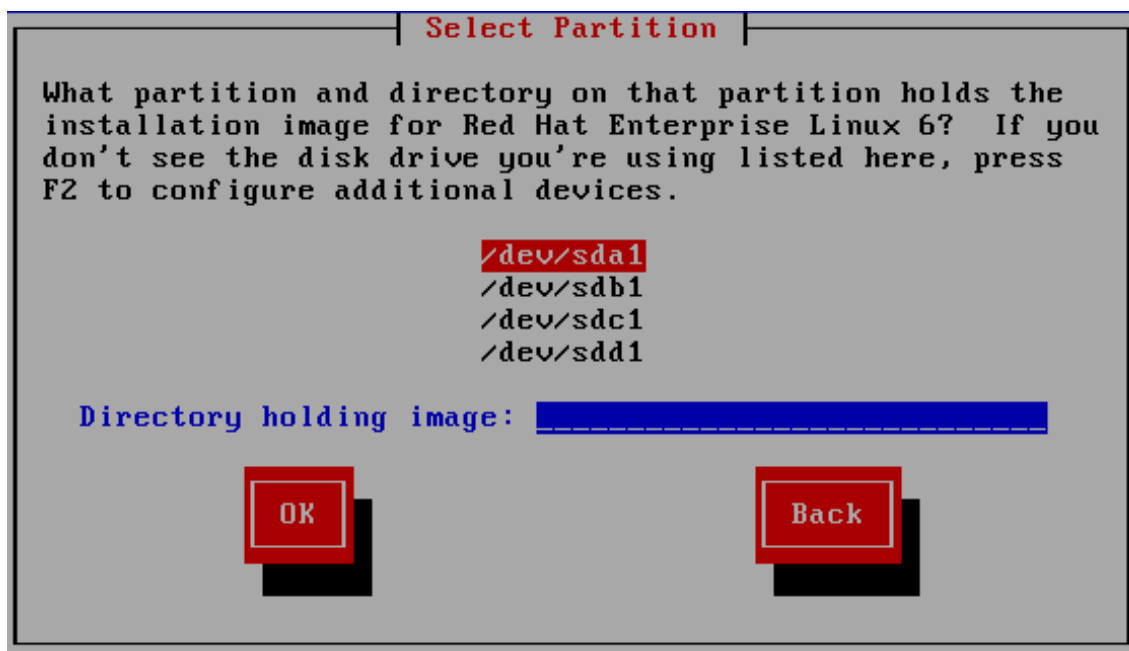 Select Partition
What partition and directory on that partition holds the
installation image for Red Hat Enterprise Linux 6? If you
don't see the disk drive you're using listed here, press
F2 to configure additional devices.
/dev/sda1
/dev/sdb1
/dev/sdc1
/dev/sdd1
Directory holding image:
OK Back